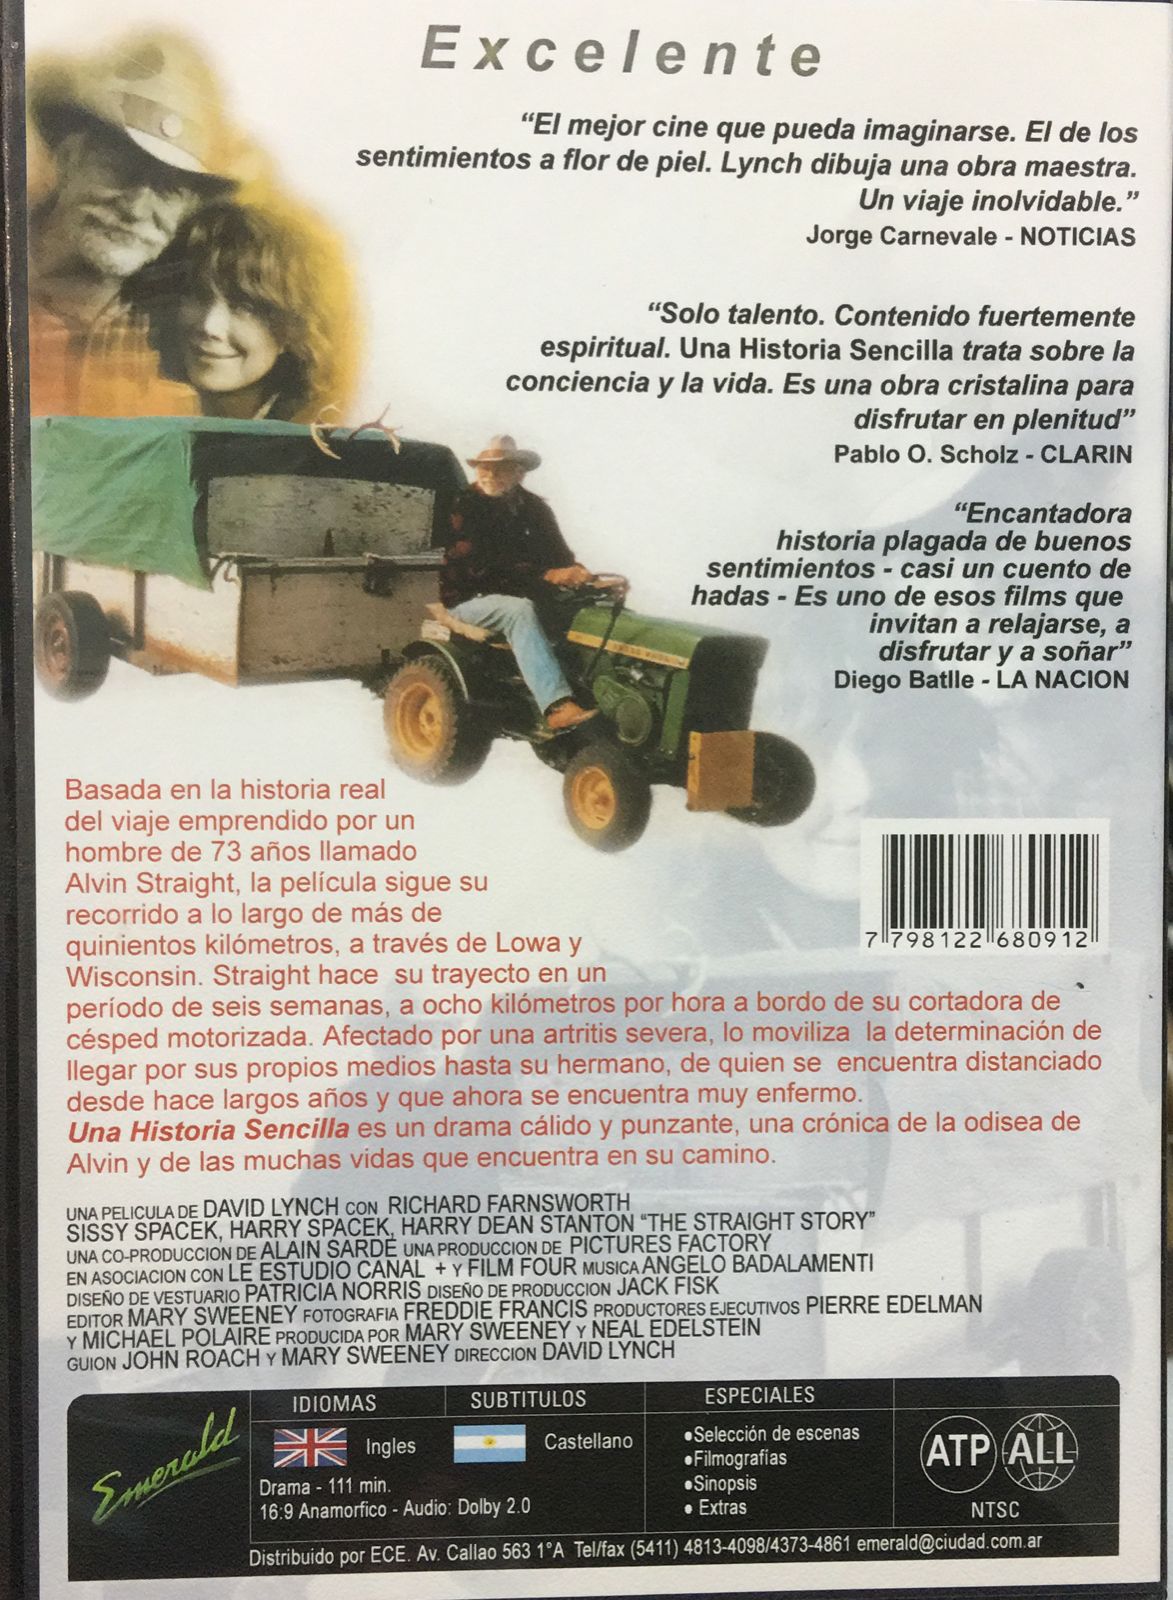 Excelente
“El mejor cine que pueda imaginarse. El de los
sentimientos a flor de piel. Lynch dibuja una obra maestra.
Un viaje inolvidable.”
Jorge Carnevale - NOTICIAS
“Solo talento. Contenido fuertemente
espiritual. Una Historia Sencilla trata sobre la
conciencia y la vida. Es una obra cristalina para
disfrutar en plenitud”
Pablo O. Scholz - CLARIN
“Encantadora
historia plagada de buenos
sentimientos - casi un cuento de
hadas - Es uno de esos films que
invitan a relajarse, a
disfrutar y a soñar”
Diego Batlle - LA NACION
Basada en la historia real
del viaje emprendido por un
hombre de 73 años llamado
Alvin Straight, la película sigue su
recorrido a lo largo de más de
quinientos kilómetros, a través de Lowa y
Wisconsin. Straight hace su trayecto en un
período de seis semanas, a ocho kilómetros por hora a bordo de su cortadora de
césped motorizada. Afectado por una artritis severa, lo moviliza la determinación de
llegar por sus propios medios hasta su hermano, de quien se encuentra distanciado
desde hace largos años y que ahora se encuentra muy enfermo.
Una Historia Sencilla es un drama cálido y punzante, una crónica de la odisea de
Alvin y de las muchas vidas que encuentra en su camino.
7 798122 680912
UNA PELICULA DE DAVID LYNCH CON RICHARD FARNSWORTH
SISSY SPACEK, HARRY SPACEK, HARRY DEAN STANTON “THE STRAIGHT STORY”
UNA CO-PRODUCCION DE ALAIN SARDE UNA PRODUCCION DE PICTURES FACTORY
EN ASOCIACION CON LE ESTUDIO CANAL + Y FILM FOUR MUSICA ANGELO BADALAMENTI
DISEÑO DE VESTUARIO PATRICIA NORRIS DISEÑO DE PRODUCCION JACK FISK
EDITOR MARY SWEENEY FOTOGRAFIA FREDDIE FRANCIS PRODUCTORES EJECUTIVOS PIERRE EDELMAN
Y MICHAEL POLAIRE PRODUCIDA POR MARY SWEENEY Y NEAL EDELSTEIN
GUION JOHN ROACH Y MARY SWEENEY DIRECCION DAVID LYNCH
Emerald
IDIOMAS
Ingles
SUBTITULOS
Castellano
Drama - 111 min.
16:9 Anamorfico - Audio: Dolby 2.0
ESPECIALES
•Selección de escenas
•Filmografías
•Sinopsis
• Extras
ATP ALL
NTSC
Distribuido por ECE. Av. Callao 563 1°A Tel/fax (5411) 4813-4098/4373-4861 emerald@ciudad.com.ar